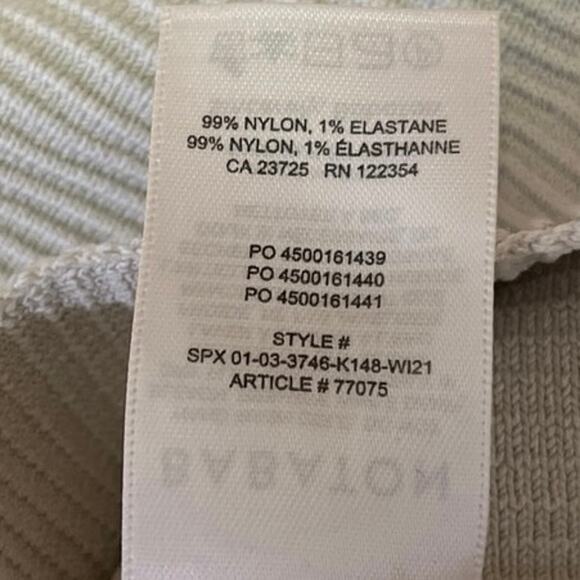 99% NYLON, 1% ELASTANE
99% NYLON, 1% ÉLASTHANNE
CA 23725 RN 122354
PO 4500161439
PO 4500161440
PO 4500161441
STYLE #
SPX 01-03-3746-K148-WI21
ARTICLE # 77075
BABATON